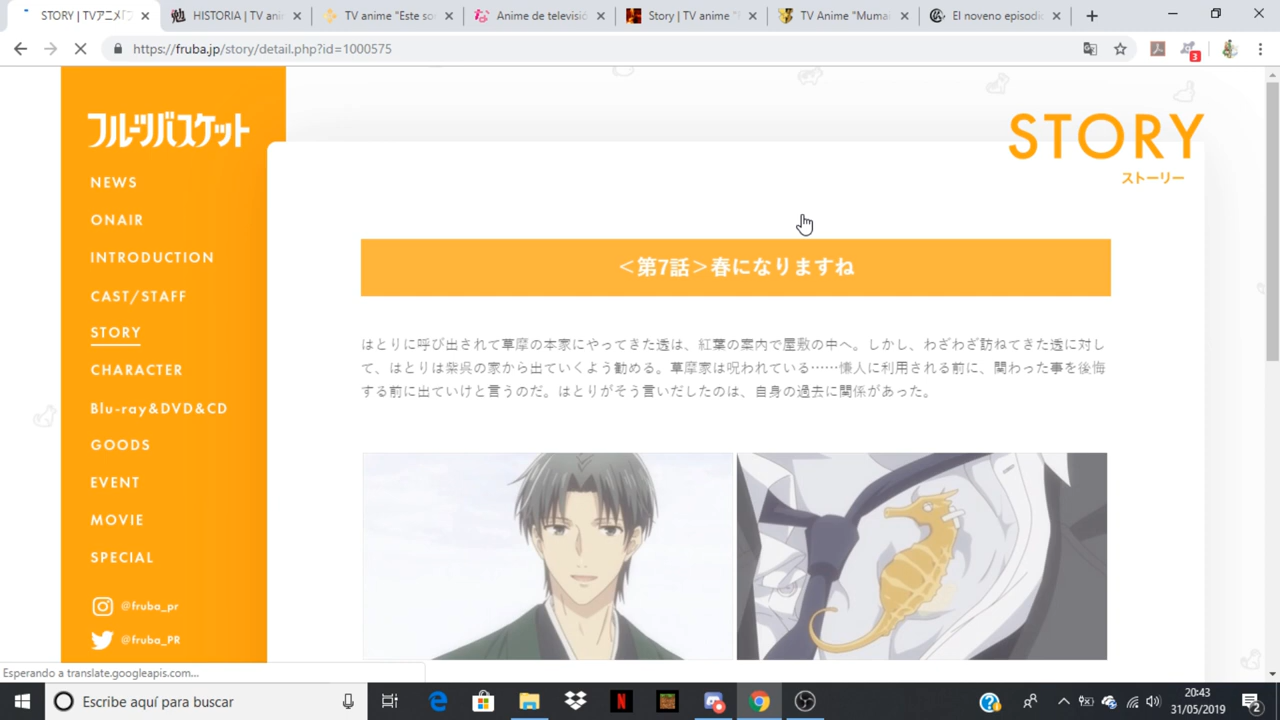 STORY | TVアニメ「フ
HISTORIA | TV ani
TV anime "Este so
Anime de televisió
Story | TV anime "
TV Anime "Mumai
El noveno episodio
https://fruba.jp/story/detail.php?id=1000575
3
フルーツバスケット
NEWS
ONAIR
INTRODUCTION
CAST/STAFF
STORY
CHARACTER
Blu-ray&DVD&CD
GOODS
EVENT
MOVIE
SPECIAL
@fruba_pr
@fruba_PR
STORY
ストーリー
＜第7話＞春になりますね
はとりに呼び出されて草摩の本家にやってきた透は、紅葉の案内で屋敷の中へ。しかし、わざわざ訪ねてきた透に対し
て、はとりは紫呉の家から出ていくよう勧める。草摩家は呪われている……慊人に利用される前に、関わった事を後悔
する前に出ていけと言うのだ。はとりがそう言いだしたのは、自身の過去に関係があった。
Esperando a translate.googleapis.com...
Escribe aquí para buscar
20:43
31/05/2019
2